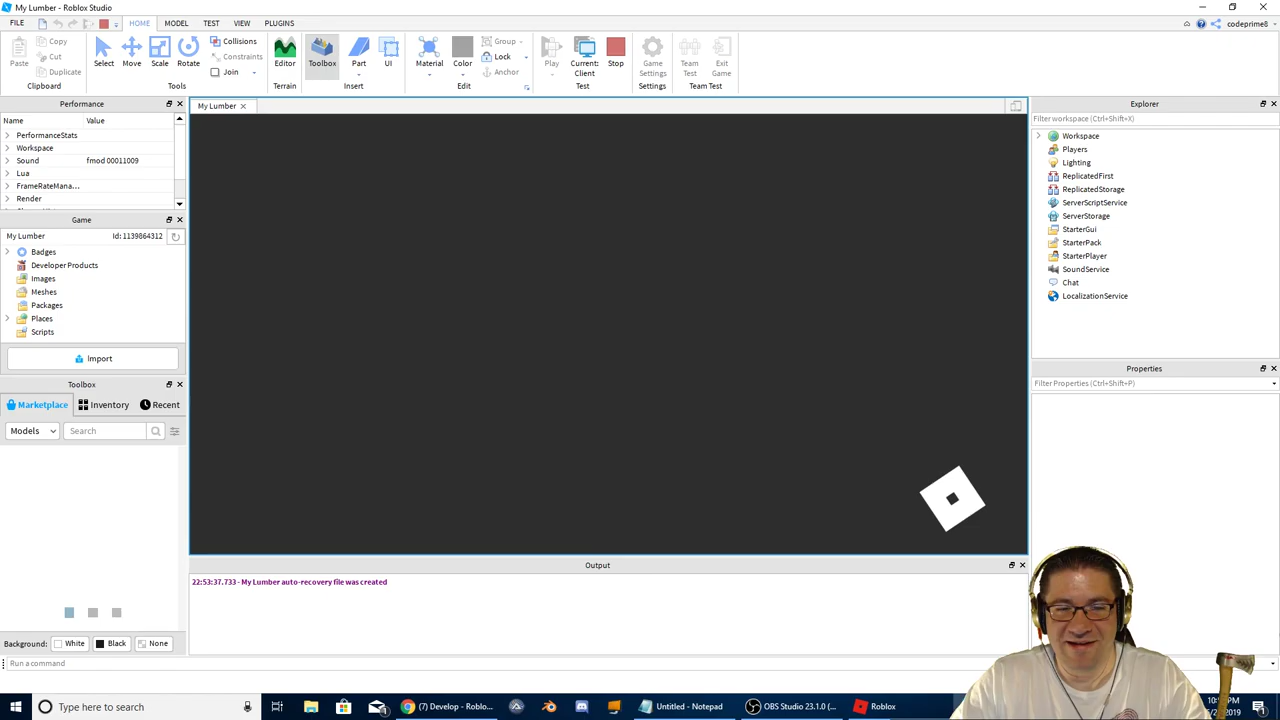 My Lumber - Roblox Studio
FILE HOME MODEL TEST VIEW PLUGINS codeprime8
Paste Copy Cut Duplicate Select Move Scale Rotate Collisions Constraints Join Editor Toolbox Part UI Material Color Group Lock Anchor Play Current: Client Stop Game Settings Team Test Exit Game
Clipboard Tools Terrain Insert Edit Test Settings Team Test
Performance
Name Value
PerformanceStats
Workspace
Sound fmod 00011009
Lua
FrameRateMana...
Render
Game
My Lumber Id: 1139864312
Badges
Developer Products
Images
Meshes
Packages
Places
Scripts
Import
Toolbox
Marketplace Inventory Recent
Models Search
Background: White Black None
My Lumber
Output
22:53:37.733 - My Lumber auto-recovery file was created
Explorer
Filter workspace (Ctrl+Shift+X)
Workspace
Players
Lighting
ReplicatedFirst
ReplicatedStorage
ServerScriptService
ServerStorage
StarterGui
StarterPack
StarterPlayer
SoundService
Chat
LocalizationService
Properties
Filter Properties (Ctrl+Shift+P)
Run a command
Type here to search (7) Develop - Roblo... Untitled - Notepad OBS Studio 23.1.0 (... Roblox